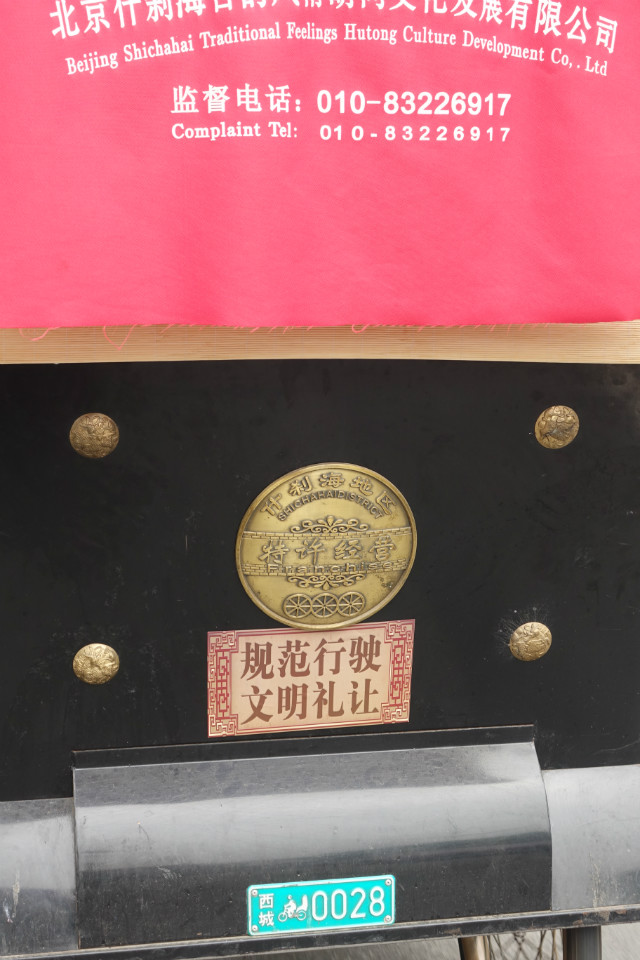 北京什刹海古韵风情胡同文化发展有限公司
Beijing Shichahai Traditional Feelings Hutong Culture Development Co,. Ltd
监督电话：010-83226917
Complaint Tel: 010-83226917
什刹海地区
SHICHAHAIDISTRICT
特许经营
Franchise
规范行驶
文明礼让
西城 0028